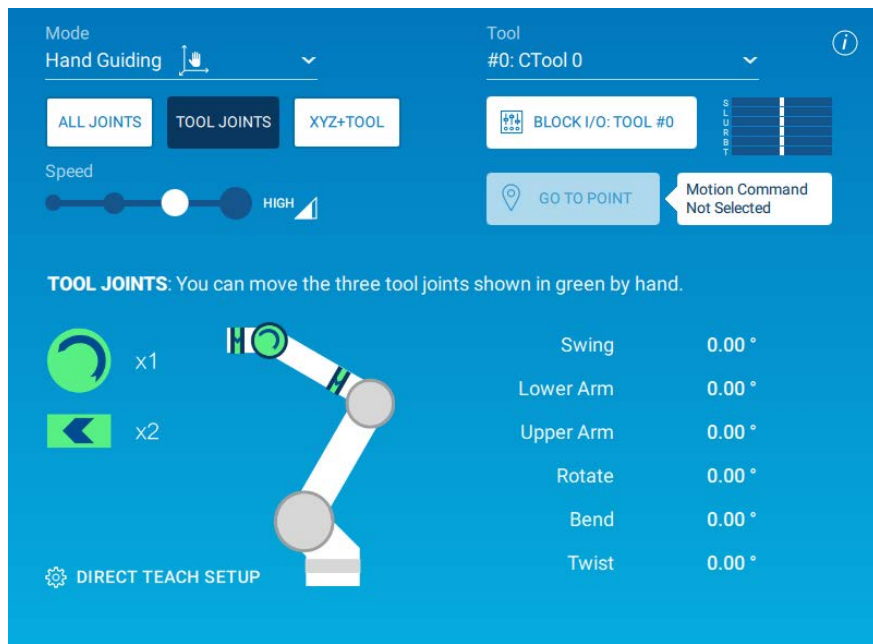 Mode
Hand Guiding
Tool
#0: CTool 0
i
ALL JOINTS
TOOL JOINTS
XYZ+TOOL
BLOCK I/O: TOOL #0
S
L
U
R
B
T
Speed
HIGH
GO TO POINT
Motion Command
Not Selected
TOOL JOINTS: You can move the three tool joints shown in green by hand.
x1
x2
Swing 0.00 °
Lower Arm 0.00 °
Upper Arm 0.00 °
Rotate 0.00 °
Bend 0.00 °
Twist 0.00 °
DIRECT TEACH SETUP